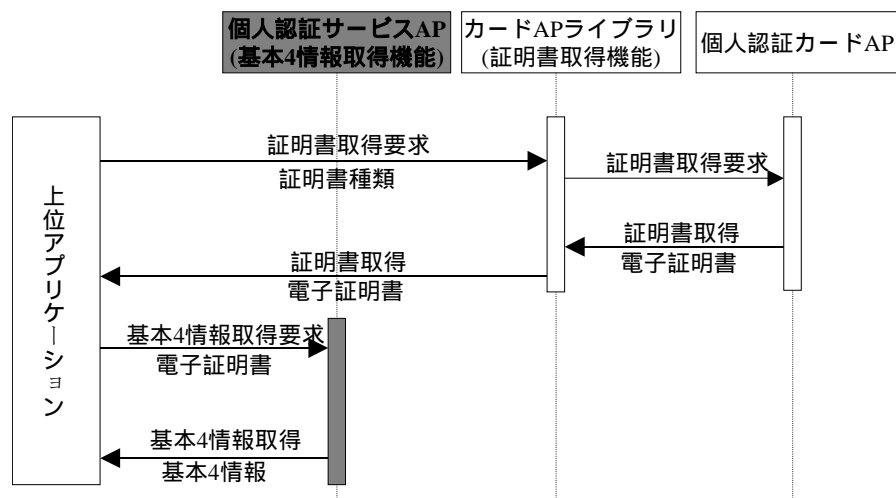 個人認証サービスAP
(基本4情報取得機能)
カードAPライブラリ
(証明書取得機能)
個人認証カードAP
上位アプリケーション
証明書取得要求
証明書種類
証明書取得要求
証明書取得
電子証明書
証明書取得
電子証明書
基本4情報取得要求
電子証明書
基本4情報取得
基本4情報